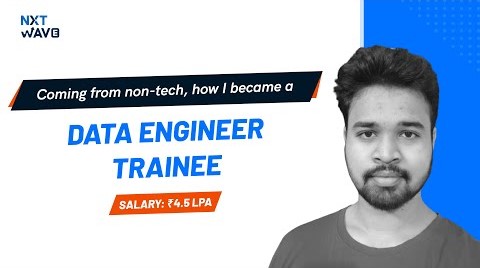 NXT
WAVE
Coming from non-tech, how I became a
DATA ENGINEER
TRAINEE
SALARY: ₹4.5 LPA